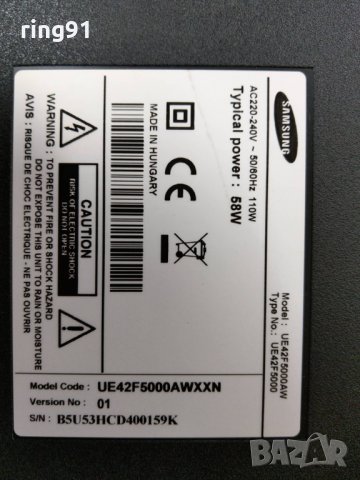 ring91
SAMSUNG
AC220-240V ~ 50/60Hz 110W
Typical power : 58W
Model : UE42F5000AW
Type No.: UE42F5000
MADE IN HUNGARY
CE
CAUTION
RISK OF ELECTRIC SHOCK
DO NOT OPEN
WARNING : TO PREVENT FIRE OR SHOCK HAZARD
DO NOT EXPOSE THIS UNIT TO RAIN OR MOISTURE
AVIS : RISQUE DE CHOC ELECTRIQUE - NE PAS OUVRIR
Model Code : UE42F5000AWXXN
Version No : 01
S/N : B5U53HCD400159K
BAZAR